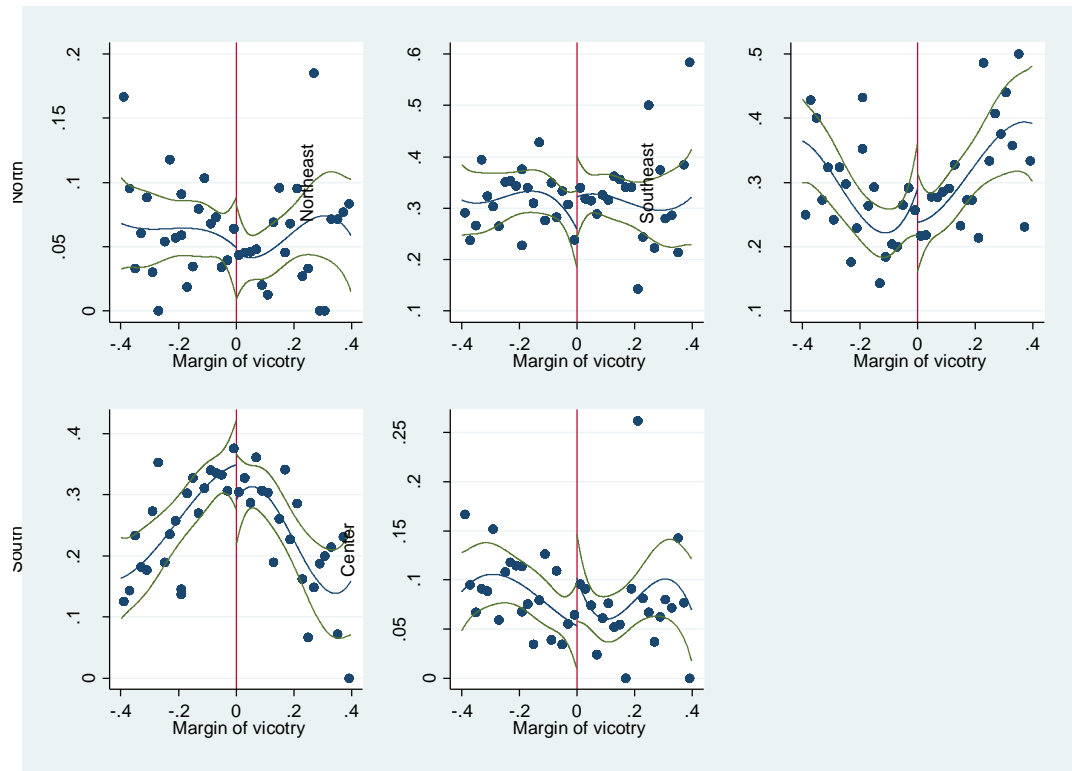 North
.2
.15
.1
.05
0
-.4 -.2 0 .2 .4
Margin of vicotry
Northeast
.6
.5
.4
.3
.2
.1
-.4 -.2 0 .2 .4
Margin of vicotry
Southeast
.5
.4
.3
.2
.1
-.4 -.2 0 .2 .4
Margin of vicotry
South
.4
.3
.2
.1
0
-.4 -.2 0 .2 .4
Margin of vicotry
Center
.25
.2
.15
.1
.05
0
-.4 -.2 0 .2 .4
Margin of vicotry